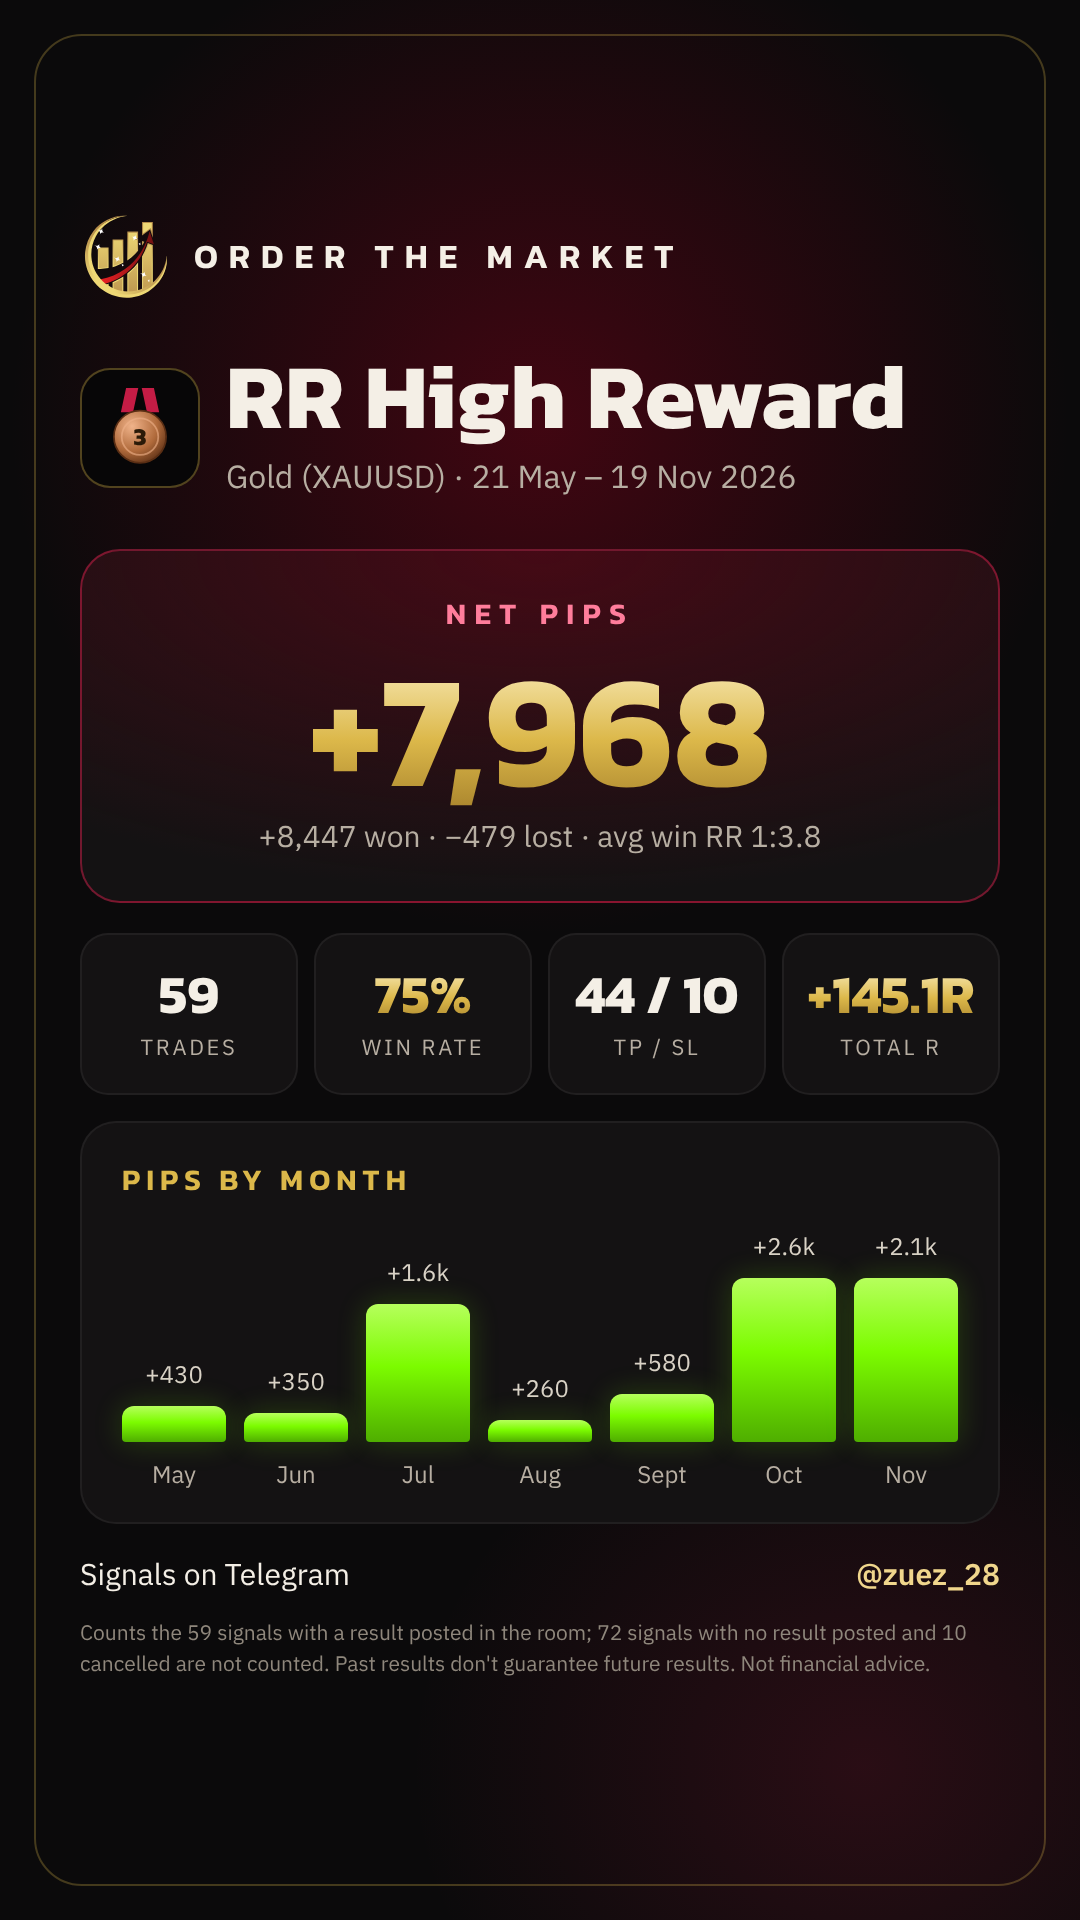 ORDER THE MARKET
3
RR High Reward
Gold (XAUUSD) · 21 May – 19 Nov 2026
NET PIPS
+7,968
+8,447 won · −479 lost · avg win RR 1:3.8
59
TRADES
75%
WIN RATE
44 / 10
TP / SL
+145.1R
TOTAL R
PIPS BY MONTH
+430 +350 +1.6k +260 +580 +2.6k +2.1k
May Jun Jul Aug Sept Oct Nov
Signals on Telegram @zuez_28
Counts the 59 signals with a result posted in the room; 72 signals with no result posted and 10
cancelled are not counted. Past results don't guarantee future results. Not financial advice.